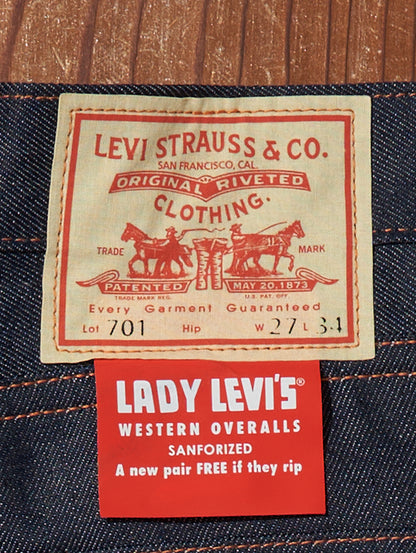 LEVI STRAUSS & CO.
SAN FRANCISCO, CAL.
ORIGINAL RIVETED
CLOTHING.
TRADE MARK
PATENTED MAY 20.1873
TRADE MARK REG. U.S. PAT. OFF.
Every Garment Guaranteed
Lot 701 Hip W 27 L 34
LADY LEVI'S®
WESTERN OVERALLS
SANFORIZED
A new pair FREE if they rip